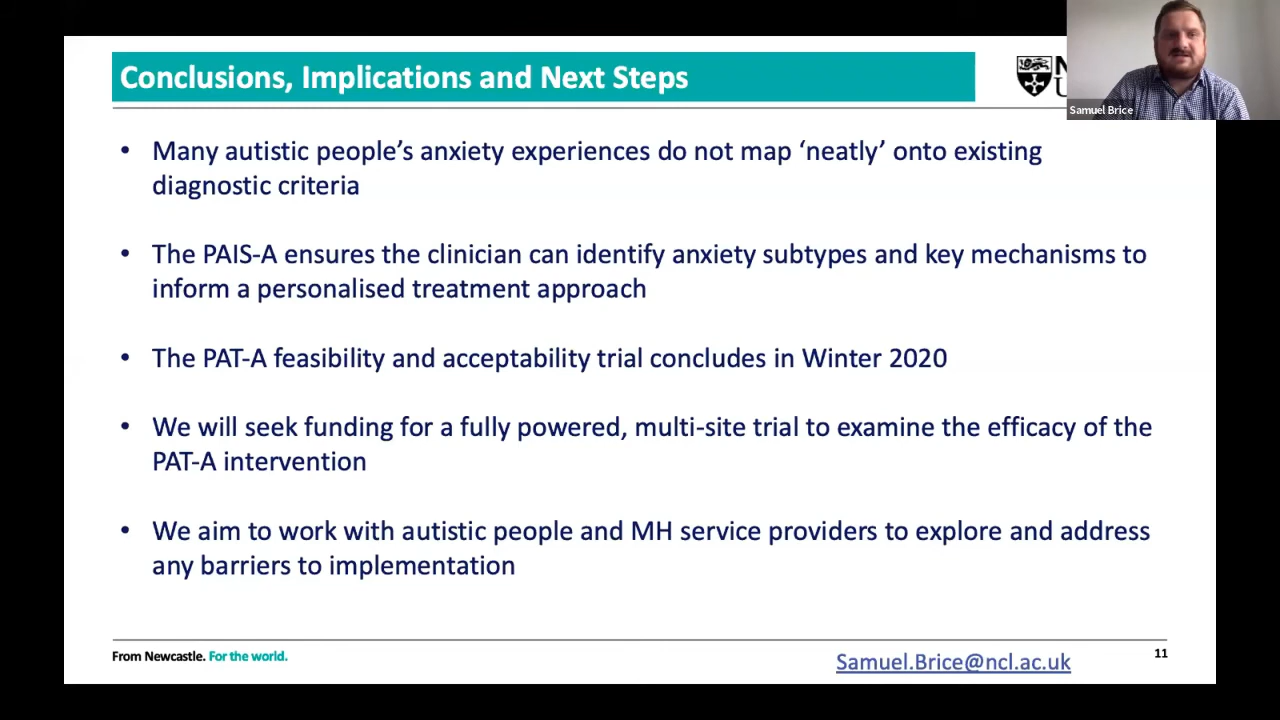 Conclusions, Implications and Next Steps
Samuel Brice
• Many autistic people’s anxiety experiences do not map ‘neatly’ onto existing
diagnostic criteria
• The PAIS-A ensures the clinician can identify anxiety subtypes and key mechanisms to
inform a personalised treatment approach
• The PAT-A feasibility and acceptability trial concludes in Winter 2020
• We will seek funding for a fully powered, multi-site trial to examine the efficacy of the
PAT-A intervention
• We aim to work with autistic people and MH service providers to explore and address
any barriers to implementation
From Newcastle. For the world.
Samuel.Brice@ncl.ac.uk
11